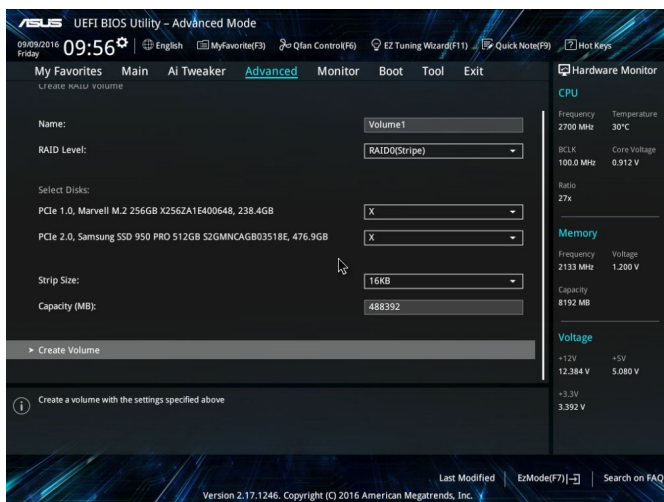 ASUS UEFI BIOS Utility – Advanced Mode
09/09/2016 Friday 09:56 English MyFavorite(F3) Qfan Control(F6) EZ Tuning Wizard(F11) Quick Note(F9) ? Hot Keys
My Favorites Main Ai Tweaker Advanced Monitor Boot Tool Exit
Create RAID Volume
Name: Volume1
RAID Level: RAID0(Stripe)
Select Disks:
PCIe 1.0, Marvell M.2 256GB X256ZA1E400648, 238.4GB X
PCIe 2.0, Samsung SSD 950 PRO 512GB S2GMNCAGB03518E, 476.9GB X
Strip Size: 16KB
Capacity (MB): 488392
> Create Volume
i Create a volume with the settings specified above
Hardware Monitor
CPU
Frequency Temperature
2700 MHz 30°C
BCLK Core Voltage
100.0 MHz 0.912 V
Ratio
27x
Memory
Frequency Voltage
2133 MHz 1.200 V
Capacity
8192 MB
Voltage
+12V +5V
12.384 V 5.080 V
+3.3V
3.392 V
Last Modified EzMode(F7) Search on FAQ
Version 2.17.1246. Copyright (C) 2016 American Megatrends, Inc.